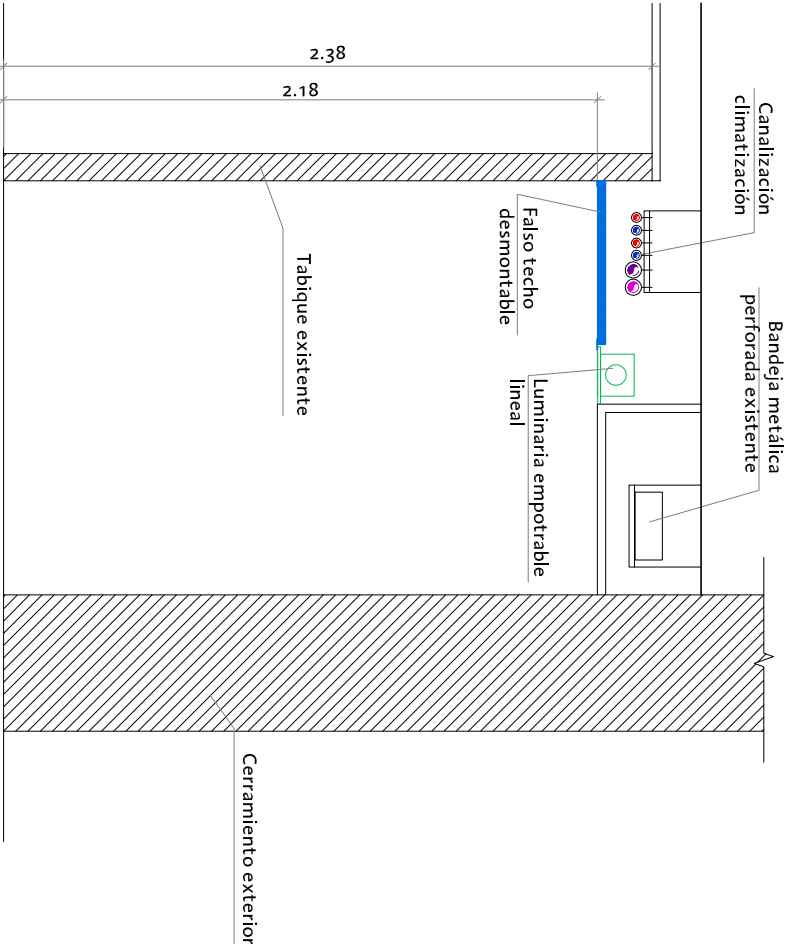 2.38
2.18
Canalización
climatización
Bandeja metálica
perforada existente
Falso techo
desmontable
Luminaria empotrable
lineal
Tabique existente
Cerramiento exterior